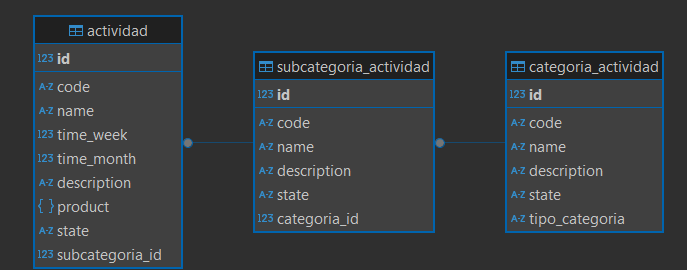 actividad
123 id
A-Z code
A-Z name
123 time_week
123 time_month
A-Z description
{ } product
A-Z state
123 subcategoria_id
subcategoria_actividad
123 id
A-Z code
A-Z name
A-Z description
A-Z state
123 categoria_id
categoria_actividad
123 id
A-Z code
A-Z name
A-Z description
A-Z state
A-Z tipo_categoria